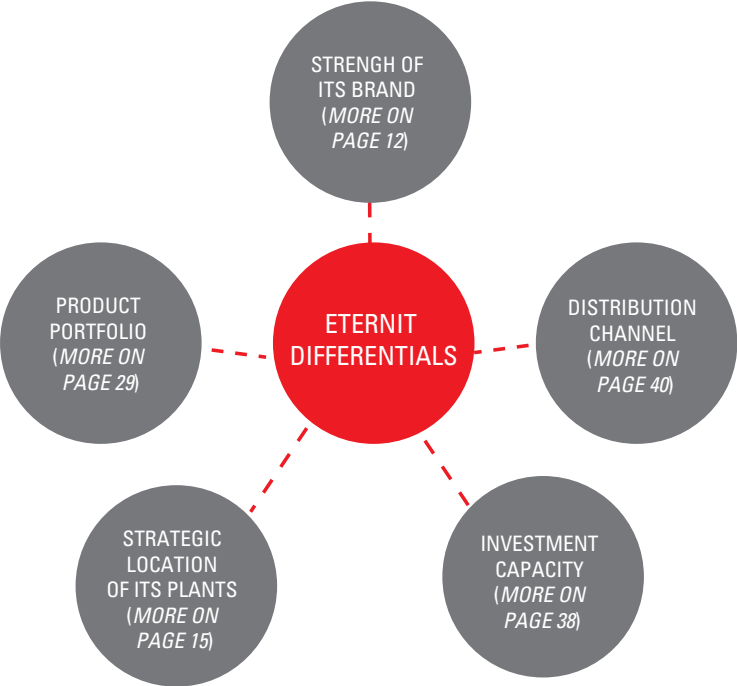 STRENGH OF
ITS BRAND
(MORE ON
PAGE 12)
PRODUCT
PORTFOLIO
(MORE ON
PAGE 29)
ETERNIT
DIFFERENTIALS
DISTRIBUTION
CHANNEL
(MORE ON
PAGE 40)
STRATEGIC
LOCATION
OF ITS PLANTS
(MORE ON
PAGE 15)
INVESTMENT
CAPACITY
(MORE ON
PAGE 38)